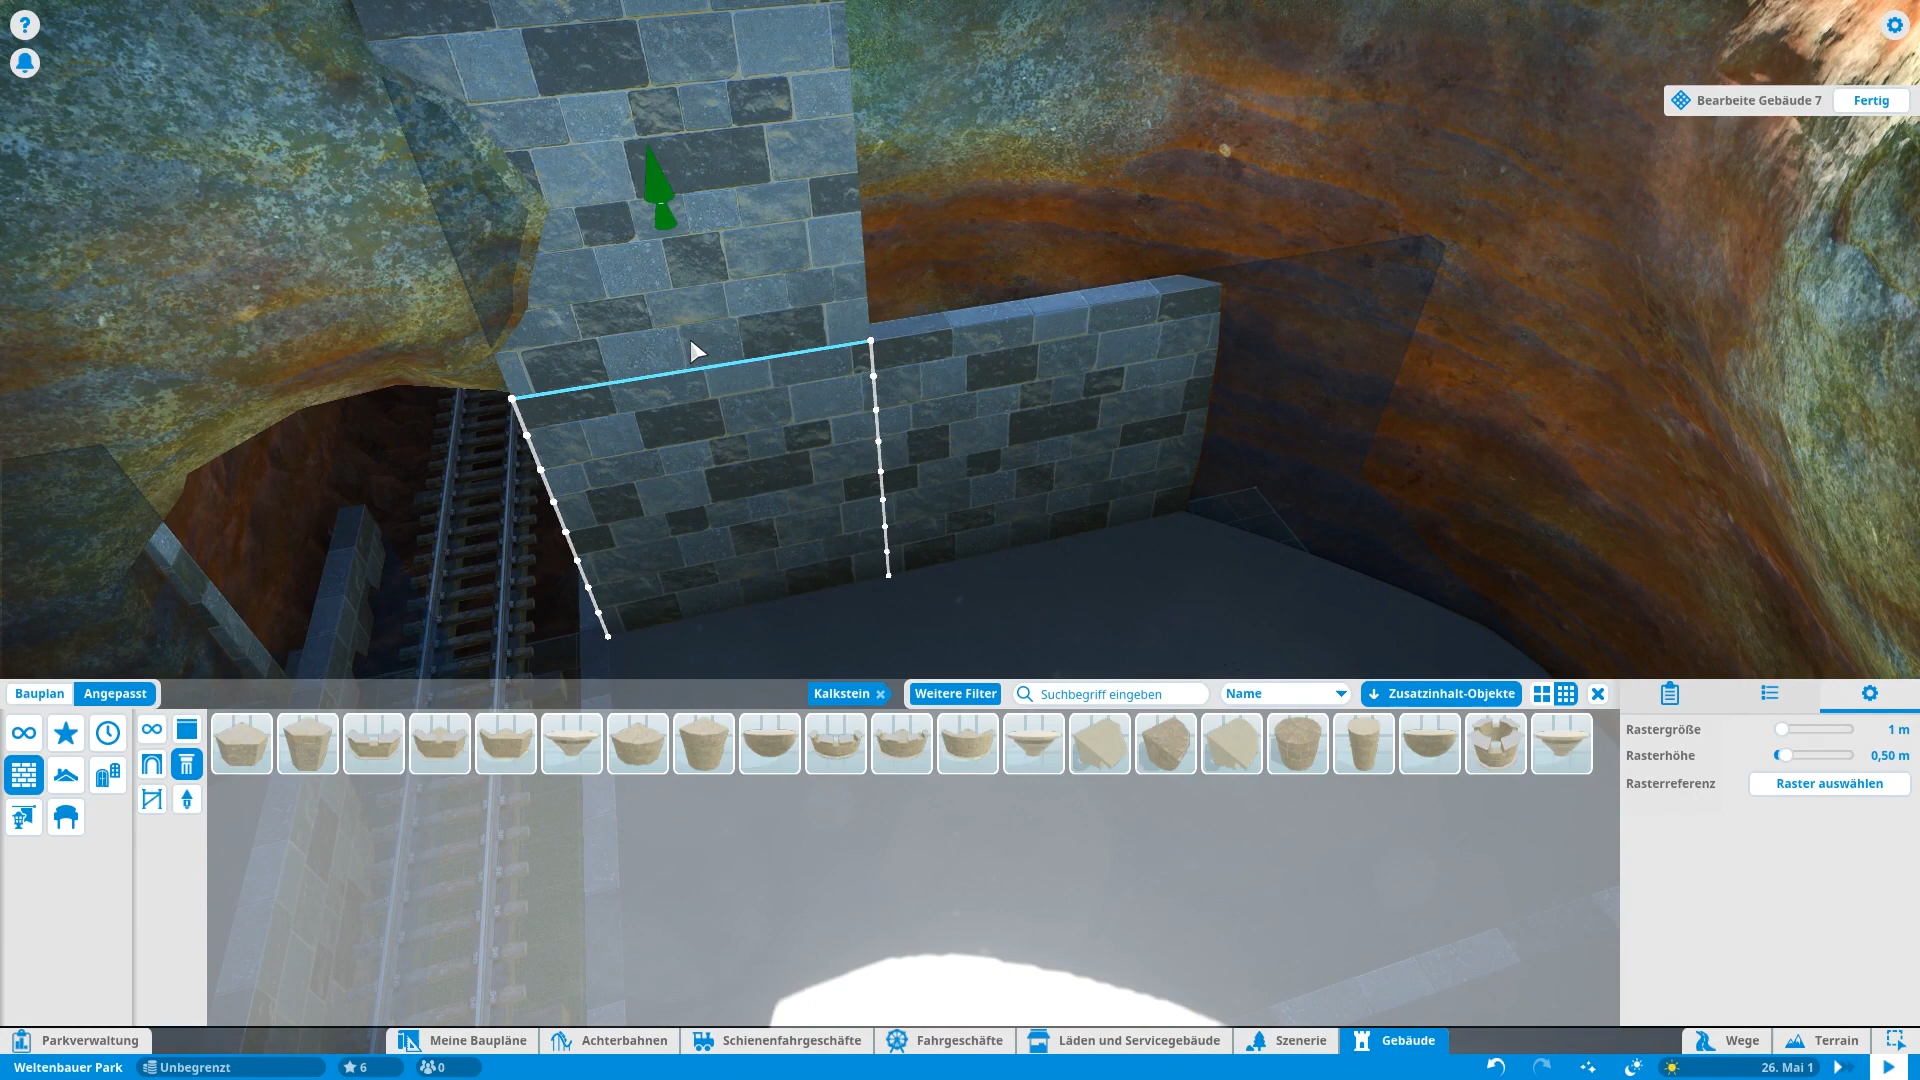 ?
Bearbeite Gebäude 7 Fertig
Bauplan Angepasst Kalkstein Weitere Filter Suchbegriff eingeben Name Zusatzinhalt-Objekte
Rastergröße 1 m
Rasterhöhe 0,50 m
Rasterreferenz Raster auswählen
Parkverwaltung Meine Baupläne Achterbahnen Schienenfahrgeschäfte Fahrgeschäfte Läden und Servicegebäude Szenerie Gebäude Wege Terrain
Weltenbauer Park Unbegrenzt 6 0 26. Mai 1